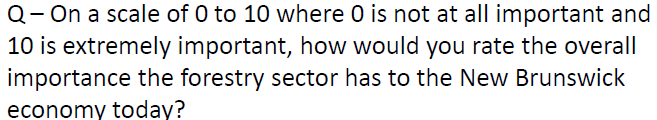 Q – On a scale of 0 to 10 where 0 is not at all important and
10 is extremely important, how would you rate the overall
importance the forestry sector has to the New Brunswick
economy today?